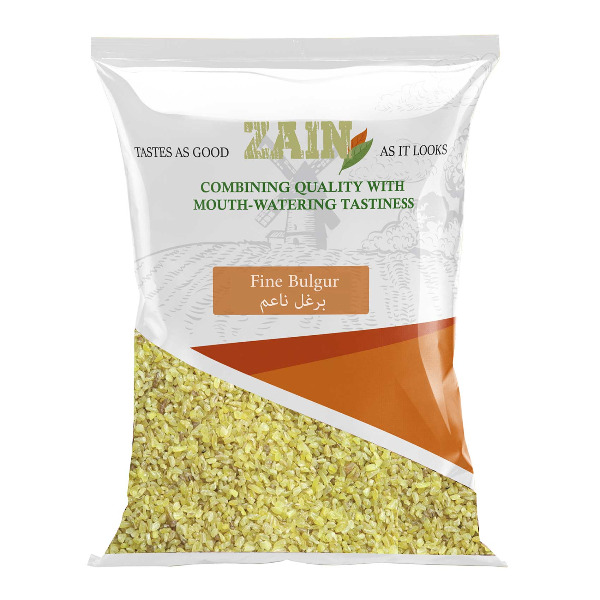 ZAIN
TASTES AS GOOD AS IT LOOKS
COMBINING QUALITY WITH
MOUTH-WATERING TASTINESS
Fine Bulgur
برغل ناعم